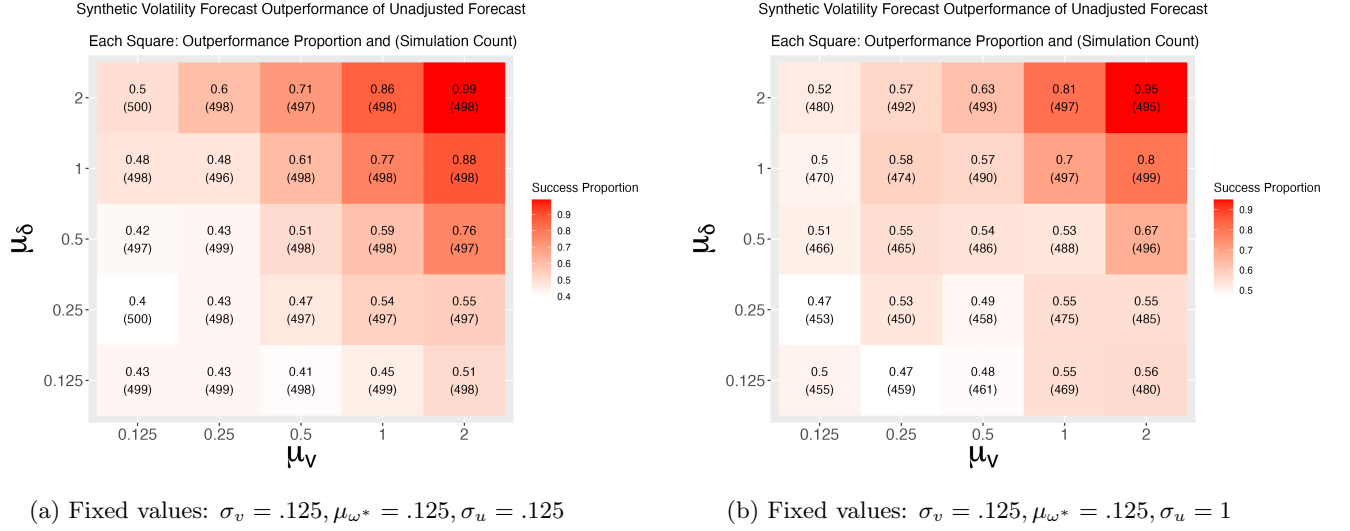 Synthetic Volatility Forecast Outperformance of Unadjusted Forecast
Each Square: Outperformance Proportion and (Simulation Count)
μδ
2
0.5 0.6 0.71 0.86 0.99
(500) (498) (497) (498) (498)
1
0.48 0.48 0.61 0.77 0.88
(498) (496) (498) (498) (498)
0.5
0.42 0.43 0.51 0.59 0.76
(497) (499) (498) (498) (497)
0.25
0.4 0.43 0.47 0.54 0.55
(500) (498) (497) (497) (497)
0.125
0.43 0.43 0.41 0.45 0.51
(499) (499) (498) (499) (498)
0.125 0.25 0.5 1 2
μV
Success Proportion
0.9
0.8
0.7
0.6
0.5
0.4
(a) Fixed values: σv = .125, μω* = .125, σu = .125
Synthetic Volatility Forecast Outperformance of Unadjusted Forecast
Each Square: Outperformance Proportion and (Simulation Count)
μδ
2
0.52 0.57 0.63 0.81 0.95
(480) (492) (493) (497) (495)
1
0.5 0.58 0.57 0.7 0.8
(470) (474) (490) (497) (499)
0.5
0.51 0.55 0.54 0.53 0.67
(466) (465) (486) (488) (496)
0.25
0.47 0.53 0.49 0.55 0.55
(453) (450) (458) (475) (485)
0.125
0.5 0.47 0.48 0.55 0.56
(455) (459) (461) (469) (480)
0.125 0.25 0.5 1 2
μV
Success Proportion
0.9
0.8
0.7
0.6
0.5
(b) Fixed values: σv = .125, μω* = .125, σu = 1